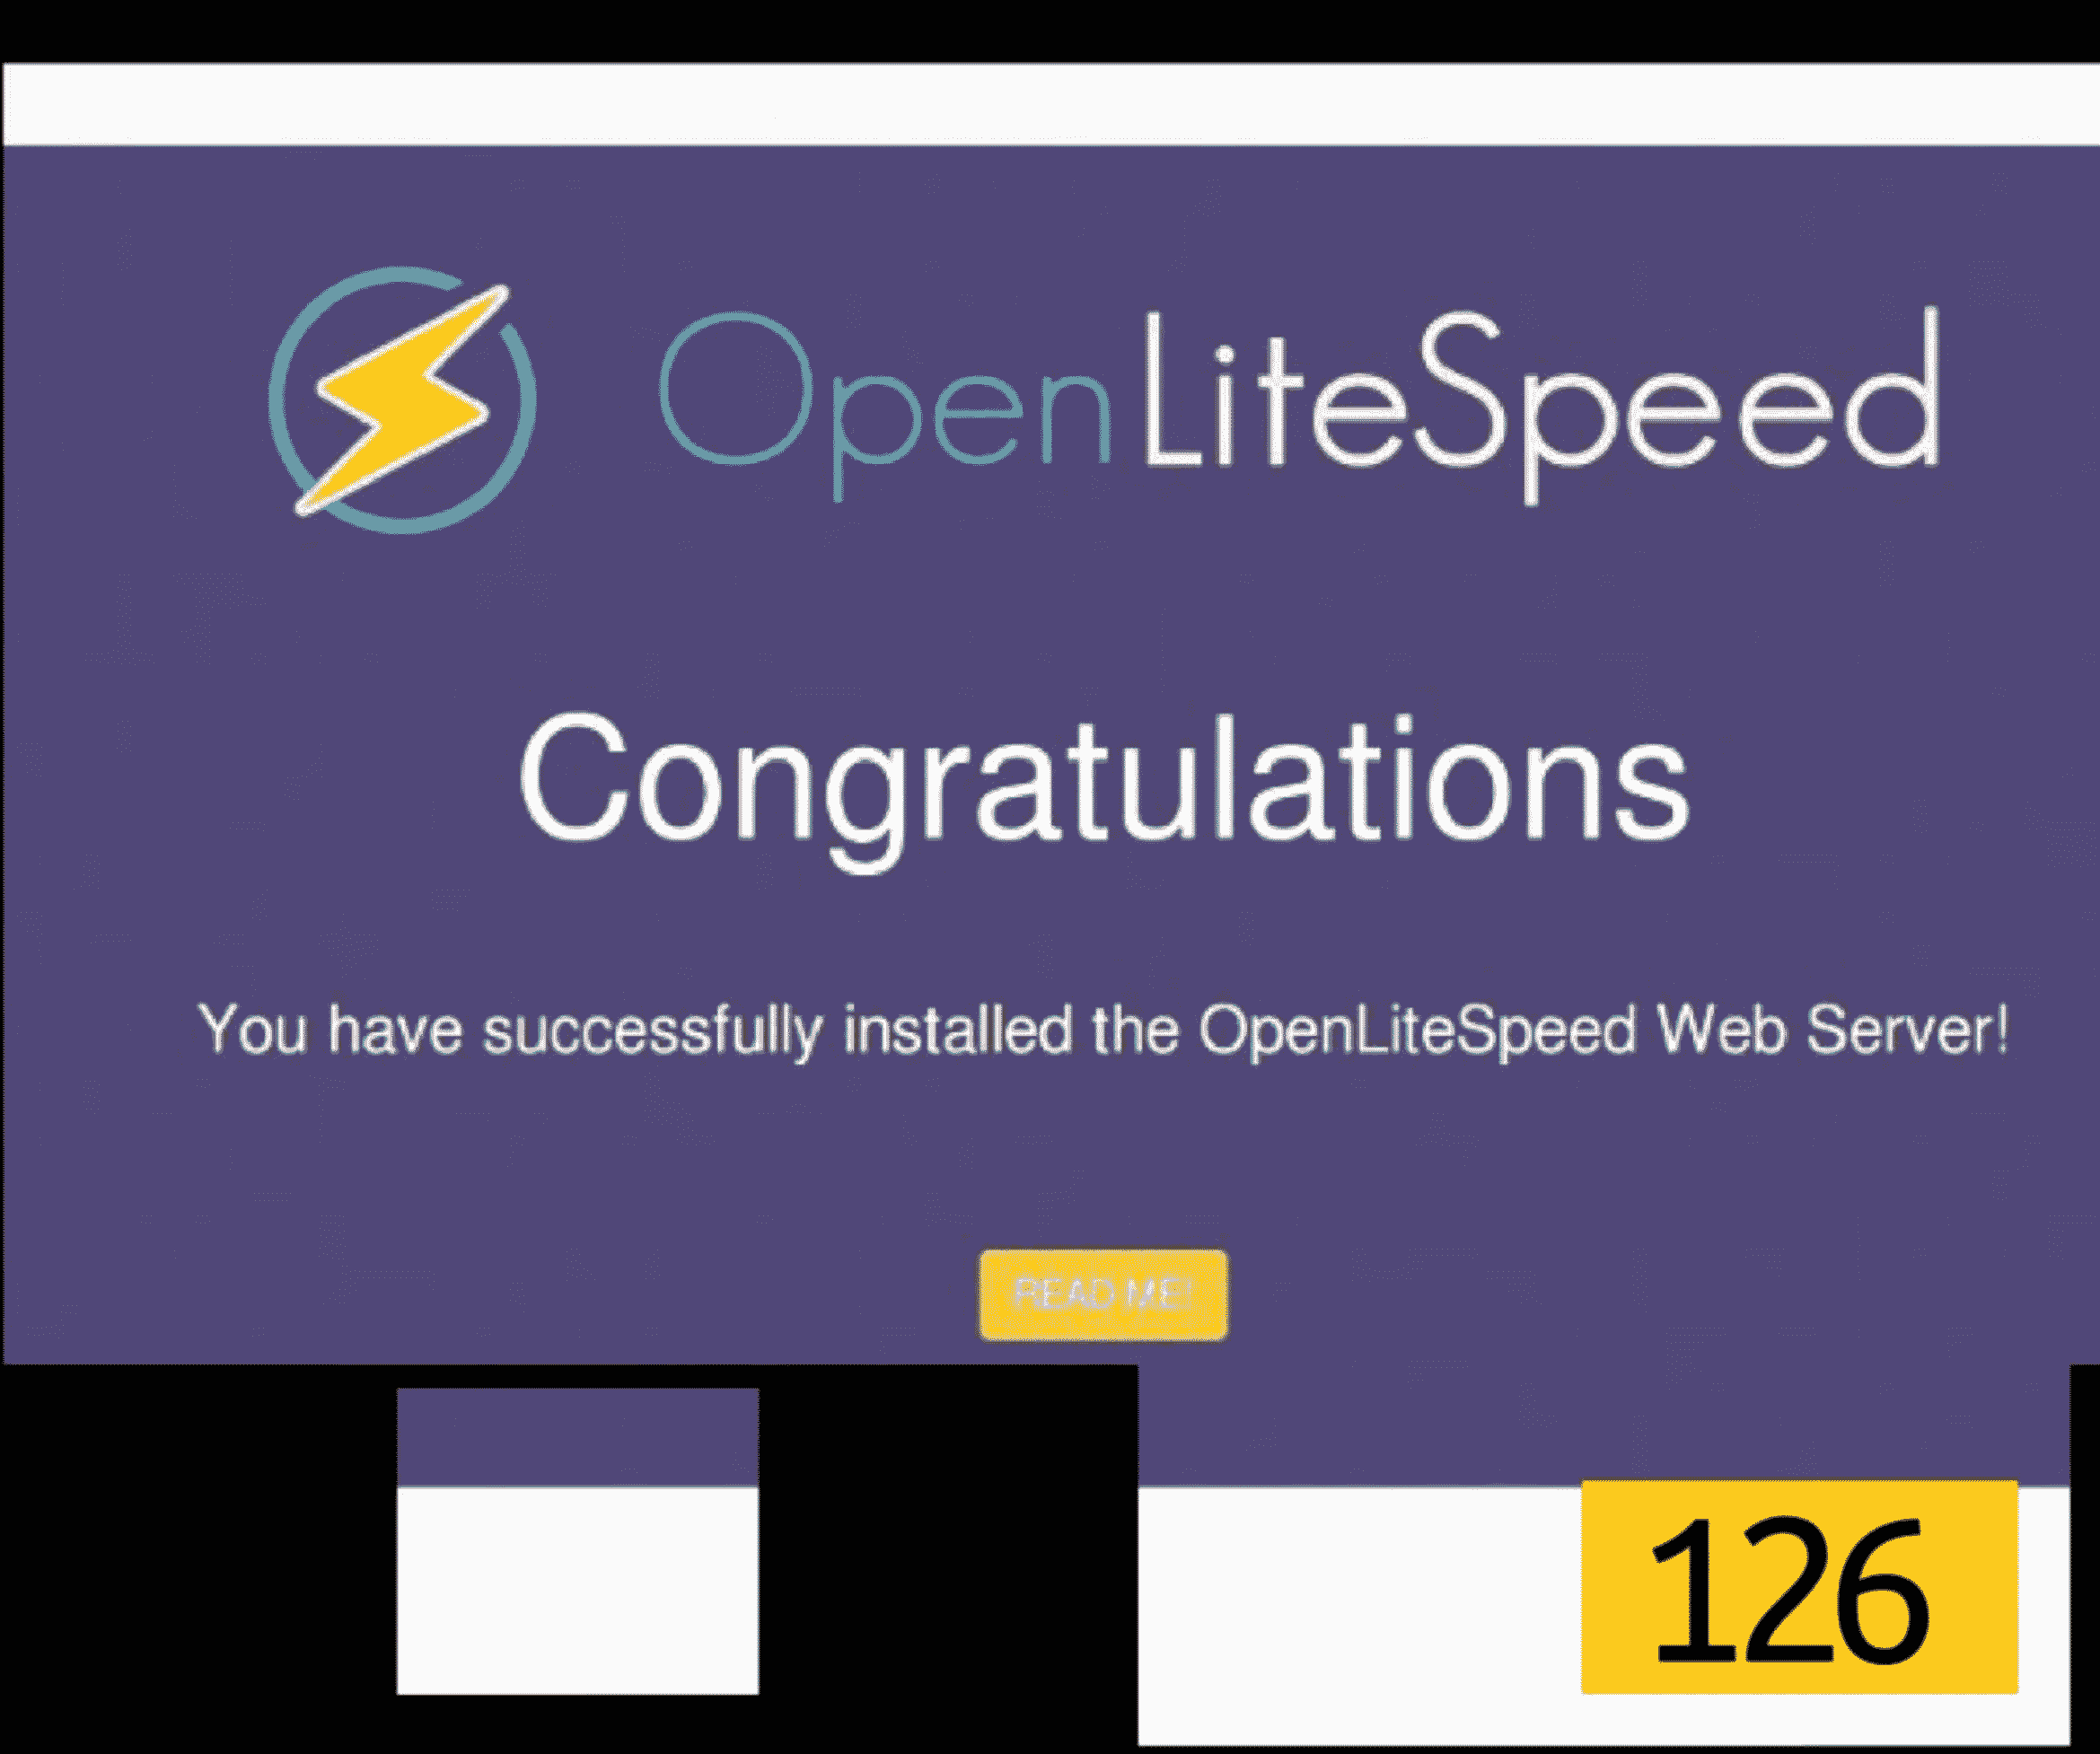 OpenLiteSpeed
Congratulations
You have successfully installed the OpenLiteSpeed Web Server!
READ ME!
126